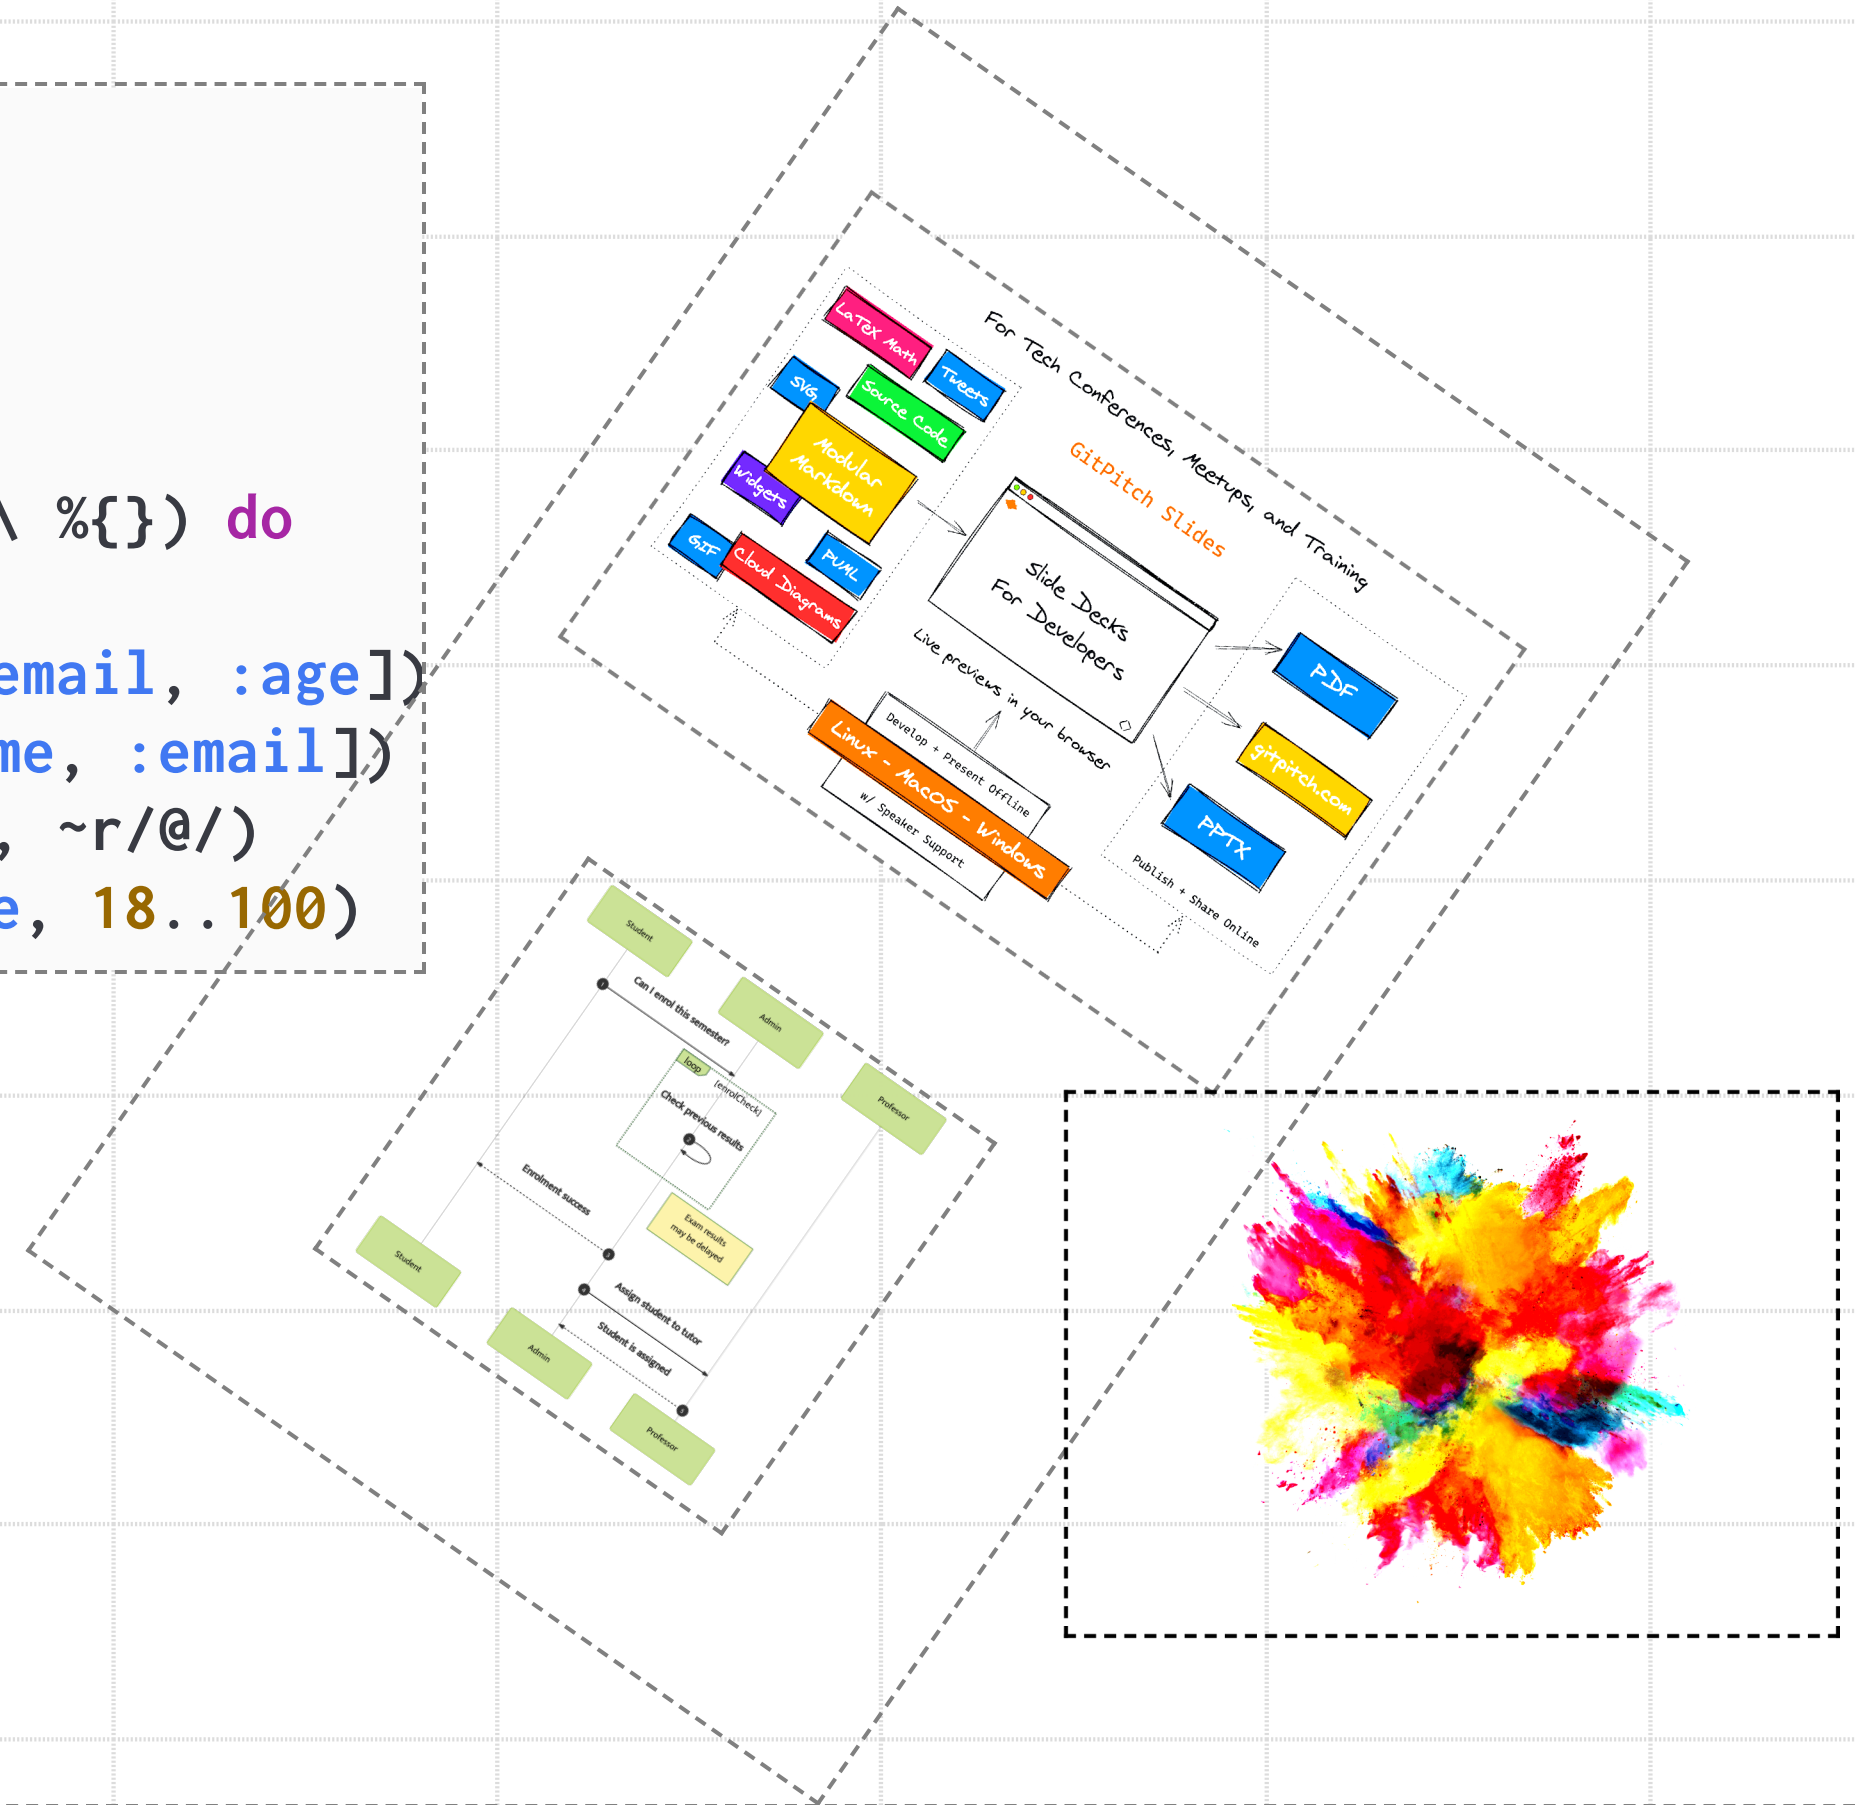 \ %{}) do
email, :age])
me, :email])
, ~r/@/)
e, 18..100)
For Tech Conferences, Meetups, and Training
GitPitch Slides
LaTeX Math
Tweets
SVG
Source Code
Modular
Markdown
Widgets
GIF
Cloud Diagrams
PUML
Slide Decks
For Developers
Live previews in your browser
Develop + Present Offline
Linux - MacOS - Windows
w/ Speaker Support
PDF
gitpitch.com
PPTX
Publish + Share Online
Student
Can I enrol this semester?
Admin
loop
[enrolCheck]
Check previous results
Professor
Enrolment success
Exam results
may be delayed
Student
Assign student to tutor
Student is assigned
Admin
Professor